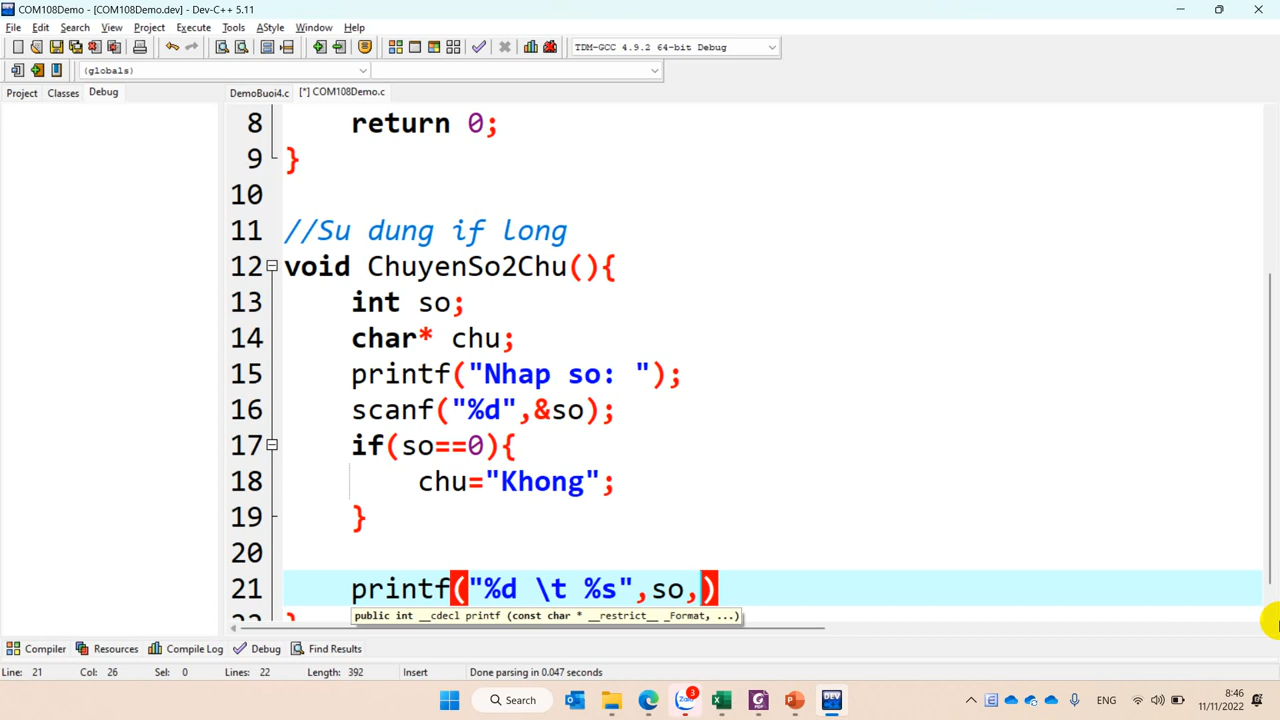 COM108Demo - [COM108Demo.dev] - Dev-C++ 5.11
File Edit Search View Project Execute Tools AStyle Window Help
TDM-GCC 4.9.2 64-bit Debug
(globals)
Project Classes Debug
DemoBuoi4.c [*] COM108Demo.c
8 return 0;
9 }
10
11 //Su dung if long
12 void ChuyenSo2Chu(){
13 int so;
14 char* chu;
15 printf("Nhap so: ");
16 scanf("%d",&so);
17 if(so==0){
18 chu="Khong";
19 }
20
21 printf("%d \t %s",so,)
public int __cdecl printf (const char * __restrict__ _Format, ...)
22 }
Compiler Resources Compile Log Debug Find Results
Line: 21 Col: 26 Sel: 0 Lines: 22 Length: 392 Insert Done parsing in 0.047 seconds
Search
Zalo
3
DEV
ENG
8:46
11/11/2022